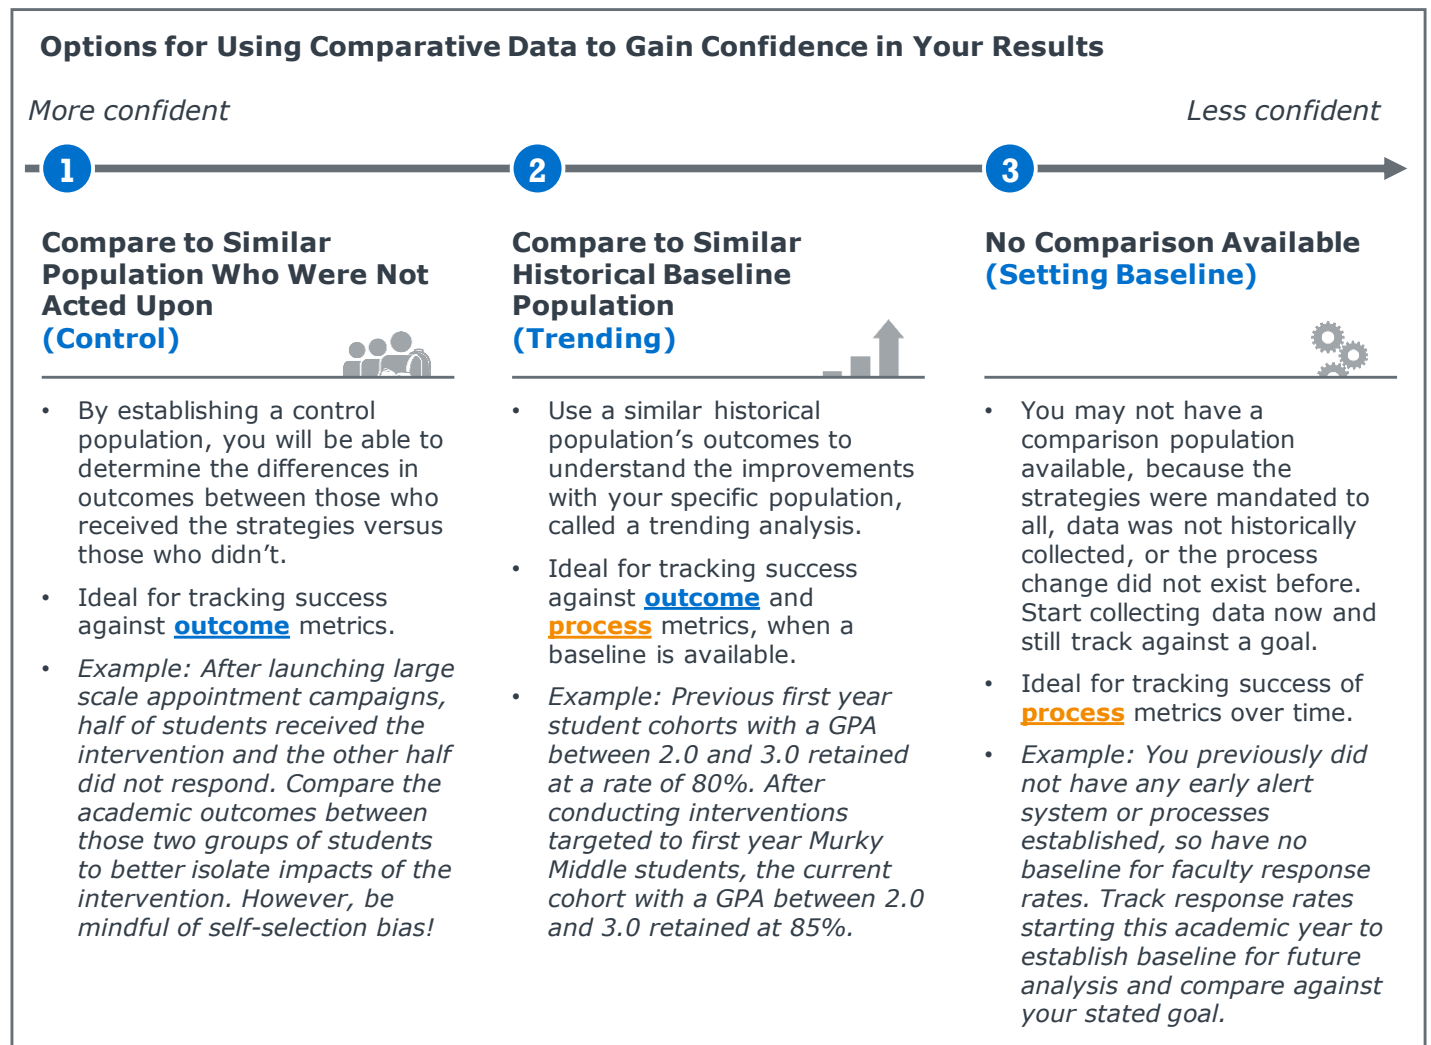 Options for Using Comparative Data to Gain Confidence in Your Results
More confident
Less confident
1
2
3
Compare to Similar
Population Who Were Not
Acted Upon
(Control)
• By establishing a control
population, you will be able to
determine the differences in
outcomes between those who
received the strategies versus
those who didn’t.
• Ideal for tracking success
against outcome metrics.
• Example: After launching large
scale appointment campaigns,
half of students received the
intervention and the other half
did not respond. Compare the
academic outcomes between
those two groups of students
to better isolate impacts of the
intervention. However, be
mindful of self-selection bias!
Compare to Similar
Historical Baseline
Population
(Trending)
• Use a similar historical
population’s outcomes to
understand the improvements
with your specific population,
called a trending analysis.
• Ideal for tracking success
against outcome and
process metrics, when a
baseline is available.
• Example: Previous first year
student cohorts with a GPA
between 2.0 and 3.0 retained
at a rate of 80%. After
conducting interventions
targeted to first year Murky
Middle students, the current
cohort with a GPA between 2.0
and 3.0 retained at 85%.
No Comparison Available
(Setting Baseline)
• You may not have a
comparison population
available, because the
strategies were mandated to
all, data was not historically
collected, or the process
change did not exist before.
Start collecting data now and
still track against a goal.
• Ideal for tracking success of
process metrics over time.
• Example: You previously did
not have any early alert
system or processes
established, so have no
baseline for faculty response
rates. Track response rates
starting this academic year to
establish baseline for future
analysis and compare against
your stated goal.